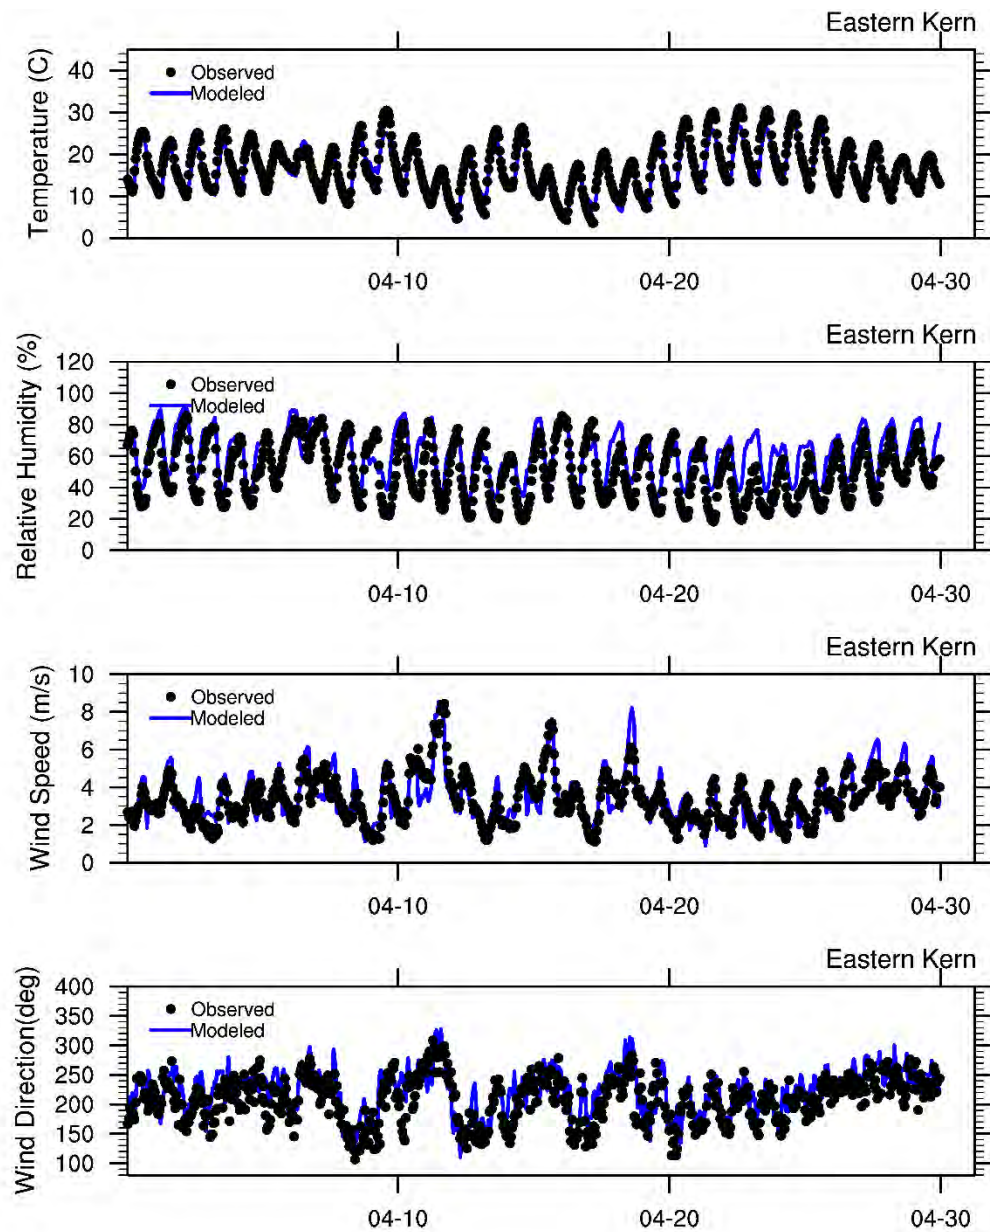 Eastern Kern
Temperature (C)
40
30
20
10
0
Observed
Modeled
04-10
04-20
04-30
Eastern Kern
Relative Humidity (%)
120
100
80
60
40
20
0
Observed
Modeled
04-10
04-20
04-30
Eastern Kern
Wind Speed (m/s)
10
8
6
4
2
0
Observed
Modeled
04-10
04-20
04-30
Eastern Kern
Wind Direction(deg)
400
350
300
250
200
150
100
Observed
Modeled
04-10
04-20
04-30